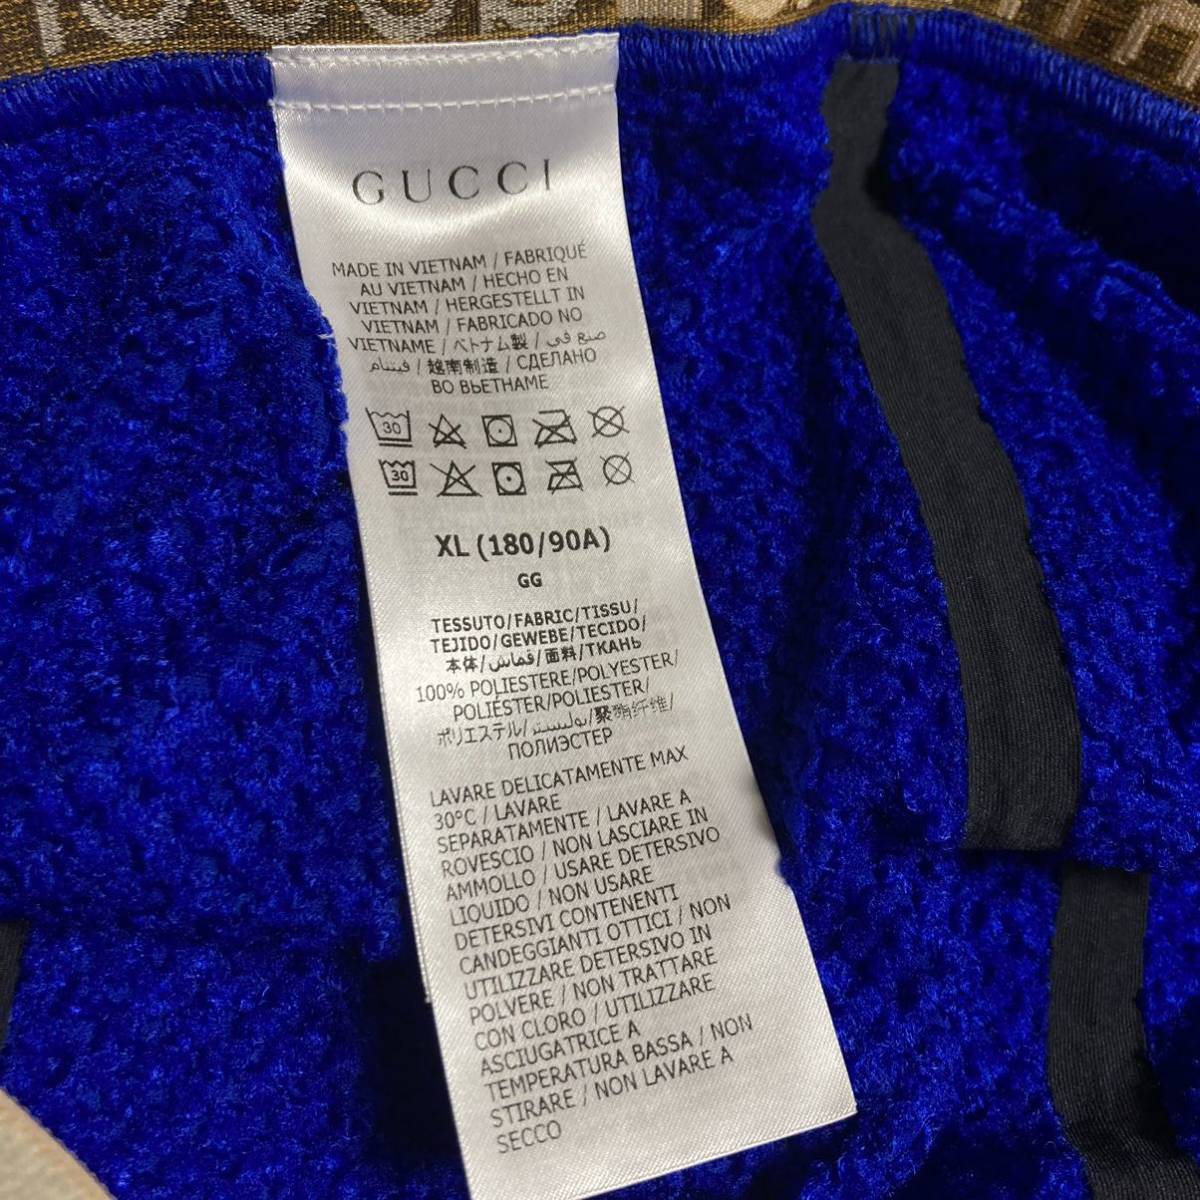 GUCCI
MADE IN VIETNAM / FABRIQUÉ
AU VIETNAM / HECHO EN
VIETNAM / HERGESTELLT IN
VIETNAM / FABRICADO NO
VIETNAME / ベトナム製 / صنع في
فيتنام / 越南制造 / СДЕЛАНО
ВО ВЬЕТНАМЕ
30
30
XL (180/90A)
GG
TESSUTO/FABRIC/TISSU/
TEJIDO/GEWEBE/TECIDO/
本体/قماش/面料/ТКАНЬ
100% POLIESTERE/POLYESTER/
POLIÉSTER/POLIESTER/
ポリエステル/بوليستر/聚酯纤维/
ПОЛИЭСТЕР
LAVARE DELICATAMENTE MAX
30°C / LAVARE
SEPARATAMENTE / LAVARE A
ROVESCIO / NON LASCIARE IN
AMMOLLO / USARE DETERSIVO
LIQUIDO / NON USARE
DETERSIVI CONTENENTI
CANDEGGIANTI OTTICI / NON
UTILIZZARE DETERSIVO IN
POLVERE / NON TRATTARE
CON CLORO / UTILIZZARE
ASCIUGATRICE A
TEMPERATURA BASSA / NON
STIRARE / NON LAVARE A
SECCO